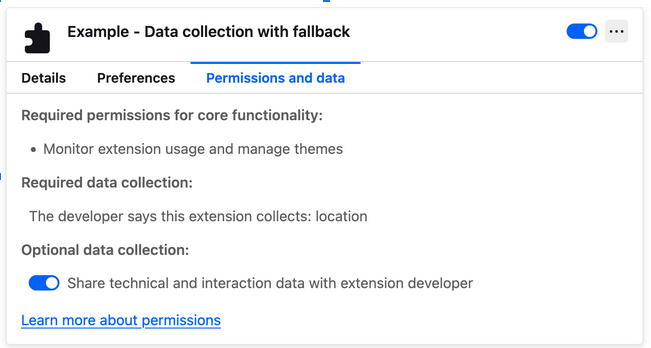 Example - Data collection with fallback
Details Preferences Permissions and data
Required permissions for core functionality:
• Monitor extension usage and manage themes
Required data collection:
The developer says this extension collects: location
Optional data collection:
Share technical and interaction data with extension developer
Learn more about permissions